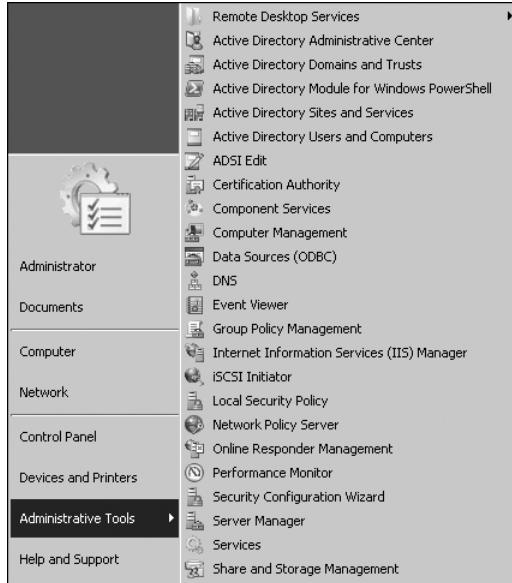 Administrator
Documents
Computer
Network
Control Panel
Devices and Printers
Administrative Tools
Help and Support
Remote Desktop Services
Active Directory Administrative Center
Active Directory Domains and Trusts
Active Directory Module for Windows PowerShell
Active Directory Sites and Services
Active Directory Users and Computers
ADSI Edit
Certification Authority
Component Services
Computer Management
Data Sources (ODBC)
DNS
Event Viewer
Group Policy Management
Internet Information Services (IIS) Manager
iSCSI Initiator
Local Security Policy
Network Policy Server
Online Responder Management
Performance Monitor
Security Configuration Wizard
Server Manager
Services
Share and Storage Management